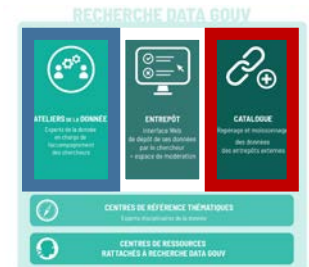 RECHERCHE DATA GOUV
ATELIERS DE LA DONNÉE
Experts de la donnée
en charge de
l'accompagnement
des chercheurs
ENTREPÔT
Interface Web
de dépôt de ses données
par le chercheur
+ espace de modération
CATALOGUE
Repérage et moissonnage
des données
des entrepôts externes
CENTRES DE RÉFÉRENCE THÉMATIQUES
Experts disciplinaires de la donnée
CENTRES DE RESSOURCES
RATTACHÉS À RECHERCHE DATA GOUV